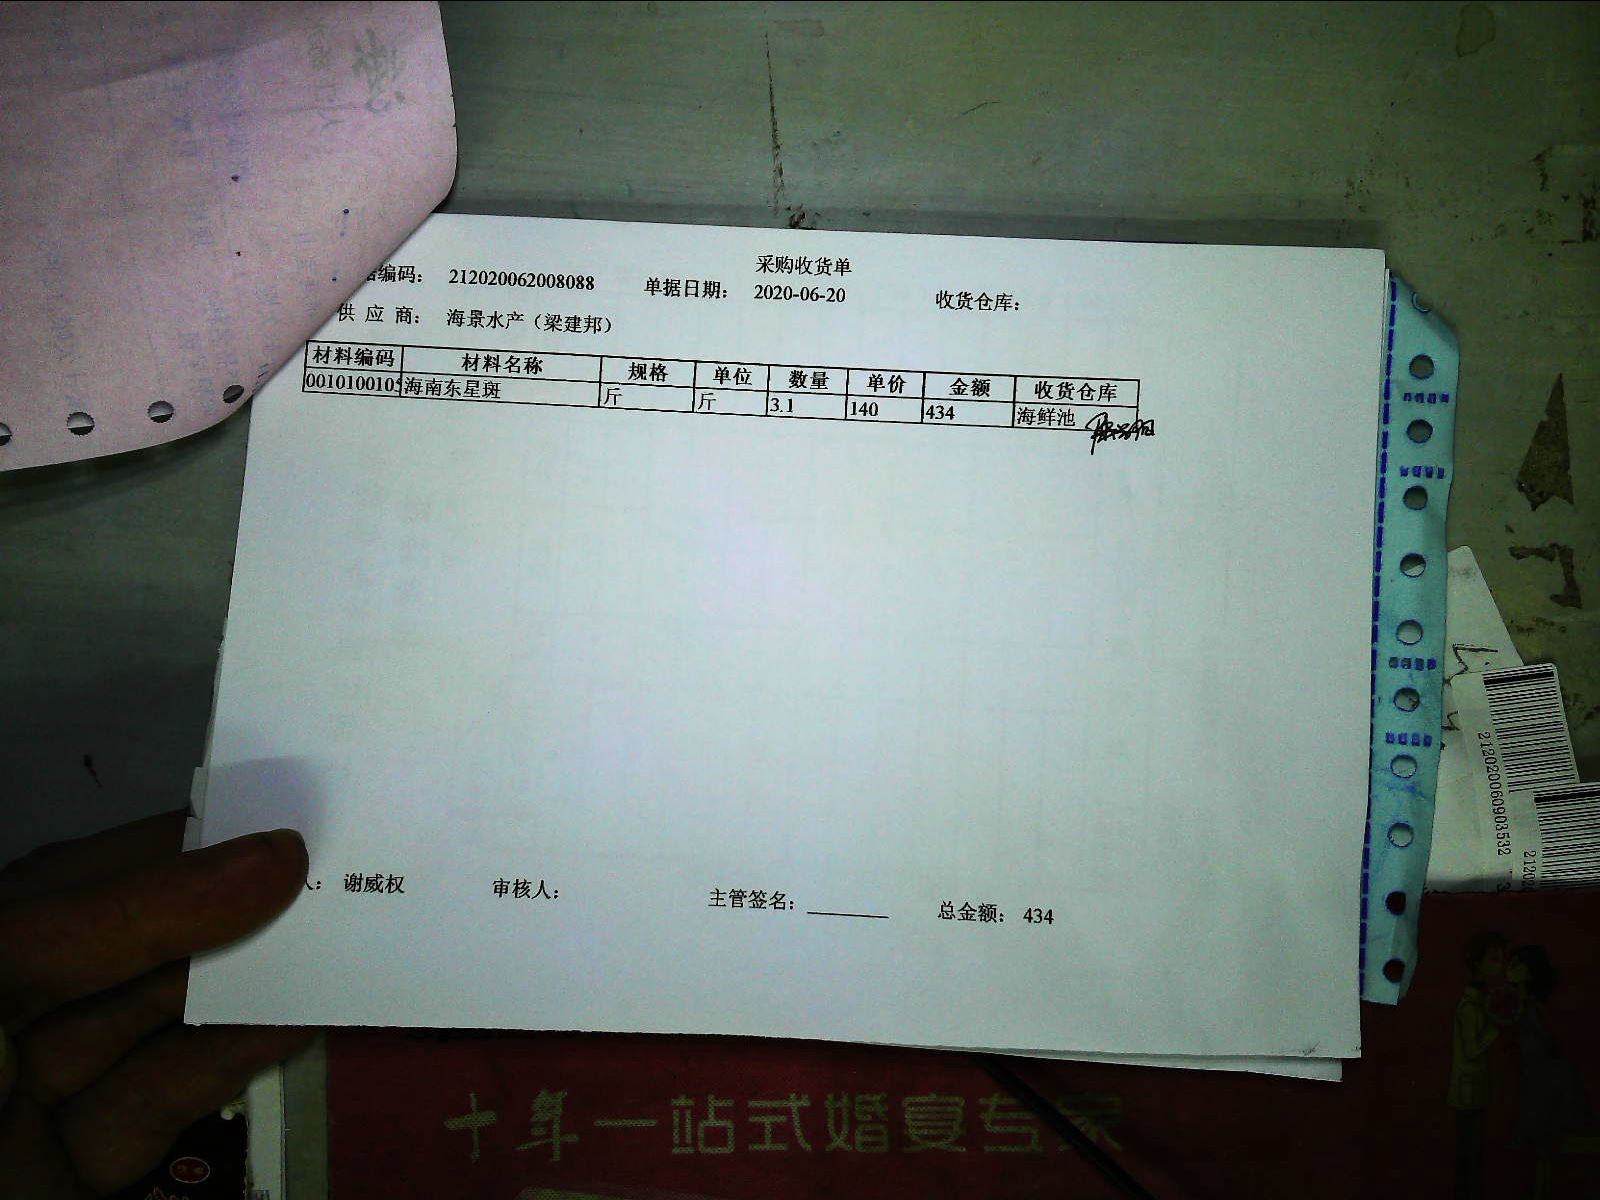 采购收货单
编码： 212020062008088 单据日期： 2020-06-20 收货仓库：
供 应 商： 海景水产（梁建邦）
材料编码 材料名称 规格 单位 数量 单价 金额 收货仓库
0010100105 海南东星斑 斤 斤 3.1 140 434 海鲜池
人： 谢威权 审核人： 主管签名： 总金额： 434
212020060903532
十年一站式婚宴专家